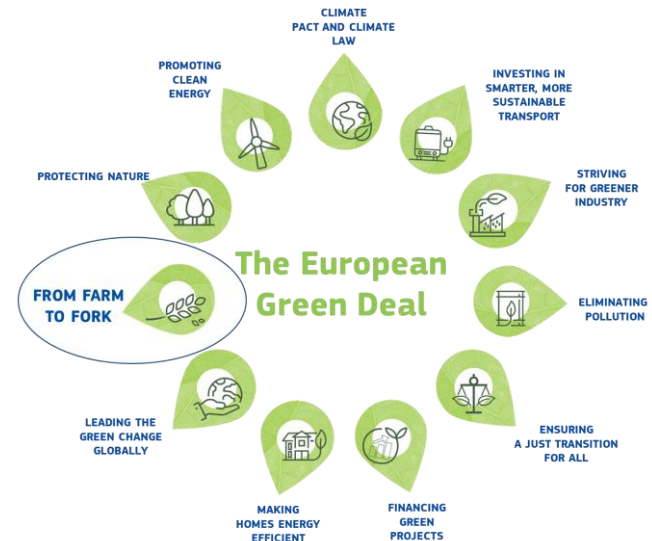 CLIMATE
PACT AND CLIMATE
LAW
PROMOTING
CLEAN
ENERGY
INVESTING IN
SMARTER, MORE
SUSTAINABLE
TRANSPORT
PROTECTING NATURE
STRIVING
FOR GREENER
INDUSTRY
The European
Green Deal
FROM FARM
TO FORK
ELIMINATING
POLLUTION
LEADING THE
GREEN CHANGE
GLOBALLY
ENSURING
A JUST TRANSITION
FOR ALL
MAKING
HOMES ENERGY
EFFICIENT
FINANCING
GREEN
PROJECTS